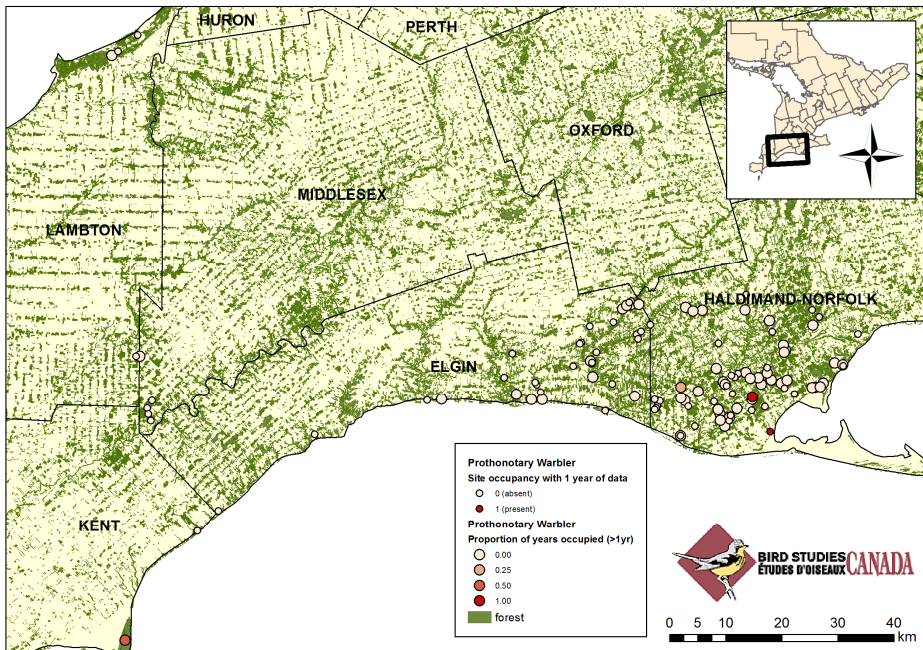 HURON
PERTH
OXFORD
MIDDLESEX
LAMBTON
HALDIMAND-NORFOLK
ELGIN
KENT
Prothonotary Warbler
Site occupancy with 1 year of data
0 (absent)
1 (present)
Prothonotary Warbler
Proportion of years occupied (>1yr)
0.00
0.25
0.50
1.00
forest
BIRD STUDIES
ÉTUDES D'OISEAUX CANADA
0 5 10 20 30 40
km